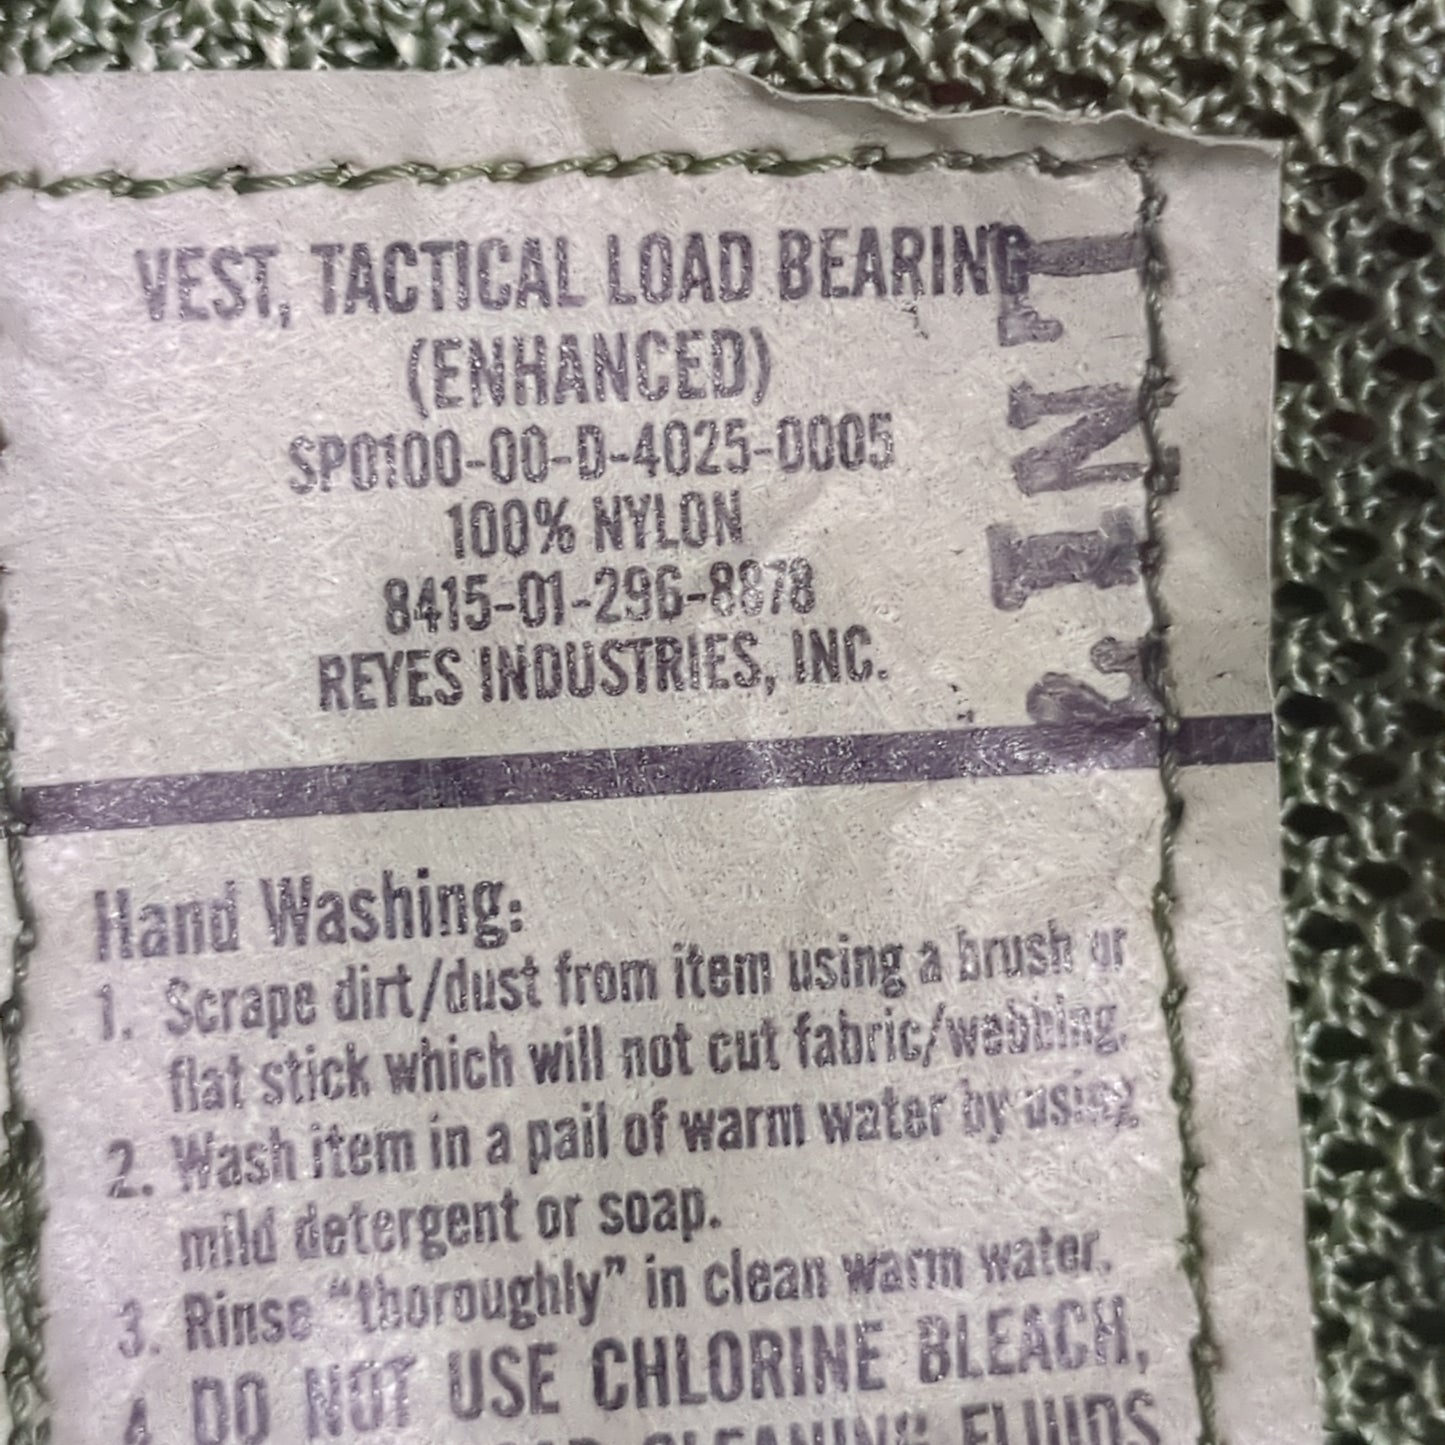 VEST, TACTICAL LOAD BEARING
(ENHANCED)
SP0100-00-D-4025-0005
100% NYLON
8415-01-296-8878
REYES INDUSTRIES, INC.
Hand Washing:
1. Scrape dirt/dust from item using a brush or
flat stick which will not cut fabric/webbing.
2. Wash item in a pail of warm water by using
mild detergent or soap.
3. Rinse "thoroughly" in clean warm water.
4. DO NOT USE CHLORINE BLEACH,
CLEANING FLUIDS